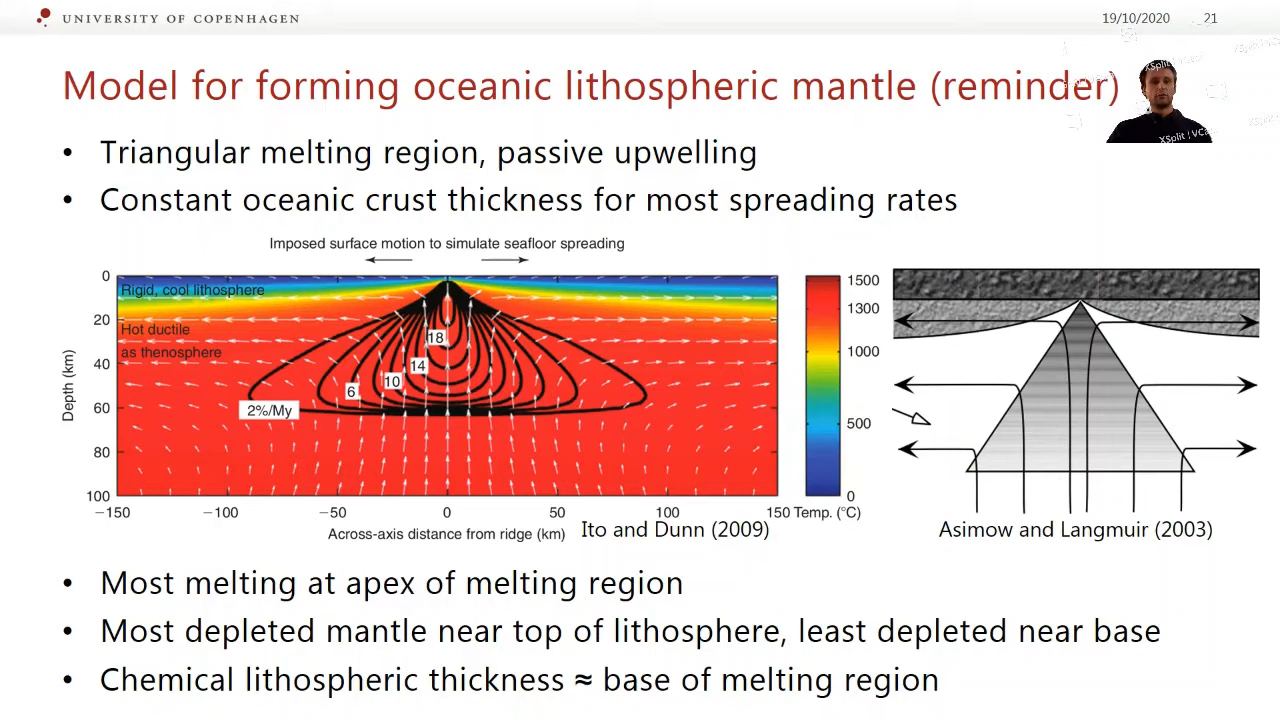 UNIVERSITY OF COPENHAGEN
19/10/2020 21
Model for forming oceanic lithospheric mantle (reminder)
• Triangular melting region, passive upwelling
• Constant oceanic crust thickness for most spreading rates
Imposed surface motion to simulate seafloor spreading
Rigid, cool lithosphere
Hot ductile
as thenosphere
18
14
10
6
2%/My
0
20
40
60
80
100
Depth (km)
−150 −100 −50 0 50 100 150
Across-axis distance from ridge (km)
1500
1300
1000
500
0
Temp. (°C)
Ito and Dunn (2009)
Asimow and Langmuir (2003)
• Most melting at apex of melting region
• Most depleted mantle near top of lithosphere, least depleted near base
• Chemical lithospheric thickness ≈ base of melting region